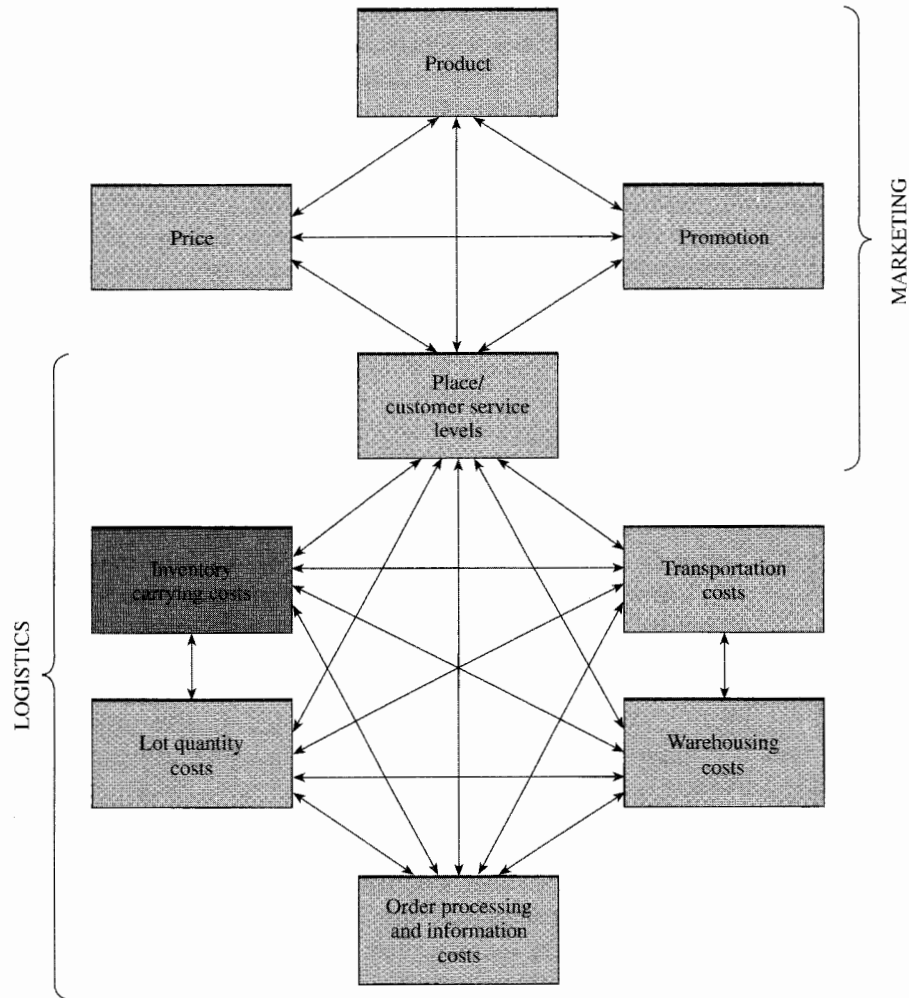 Product
Price
Promotion
MARKETING
Place/
customer service
levels
Inventory
carrying costs
Transportation
costs
LOGISTICS
Lot quantity
costs
Warehousing
costs
Order processing
and information
costs